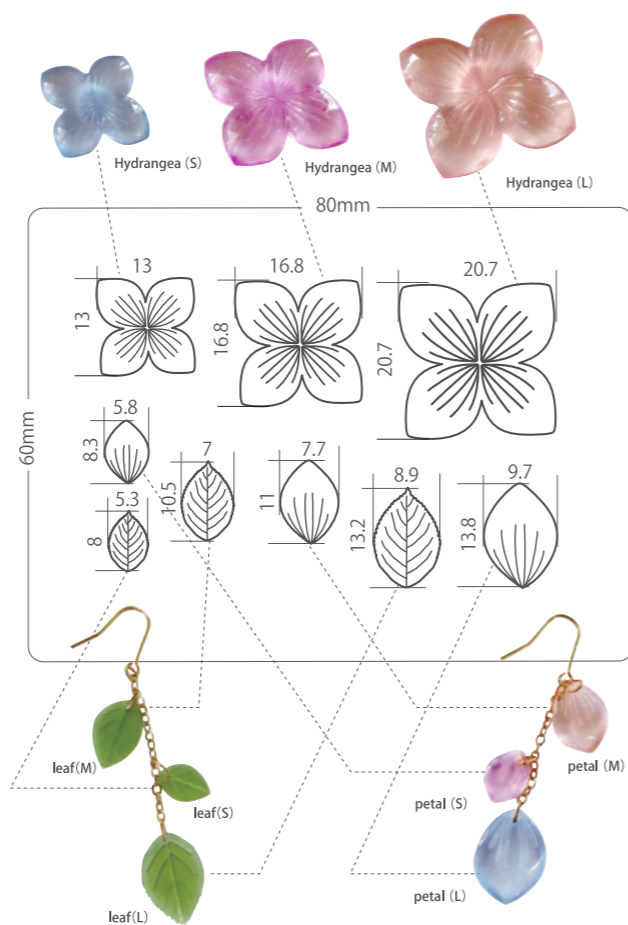 Hydrangea (S)
Hydrangea (M)
Hydrangea (L)
80mm
60mm
13
13
16.8
16.8
20.7
20.7
5.8
8.3
5.3
8
7
10.5
7.7
11
8.9
13.2
9.7
13.8
leaf(M)
leaf(S)
leaf(L)
petal (M)
petal (S)
petal (L)